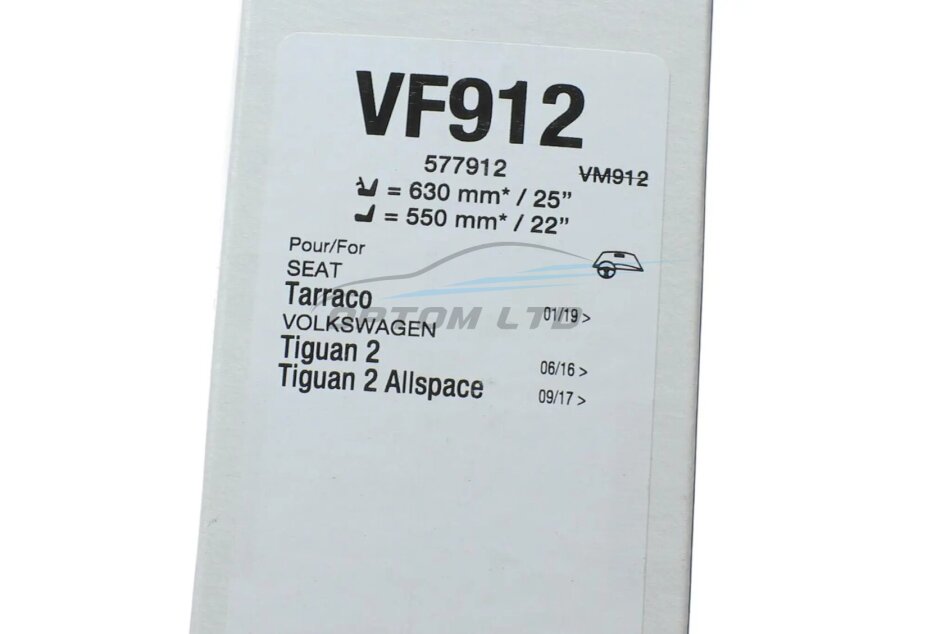 VF912
577912
VM912
= 630 mm* / 25”
= 550 mm* / 22”
Pour/For
SEAT
Tarraco 01/19 >
OPTOM LTD
VOLKSWAGEN
Tiguan 2 06/16 >
Tiguan 2 Allspace 09/17 >